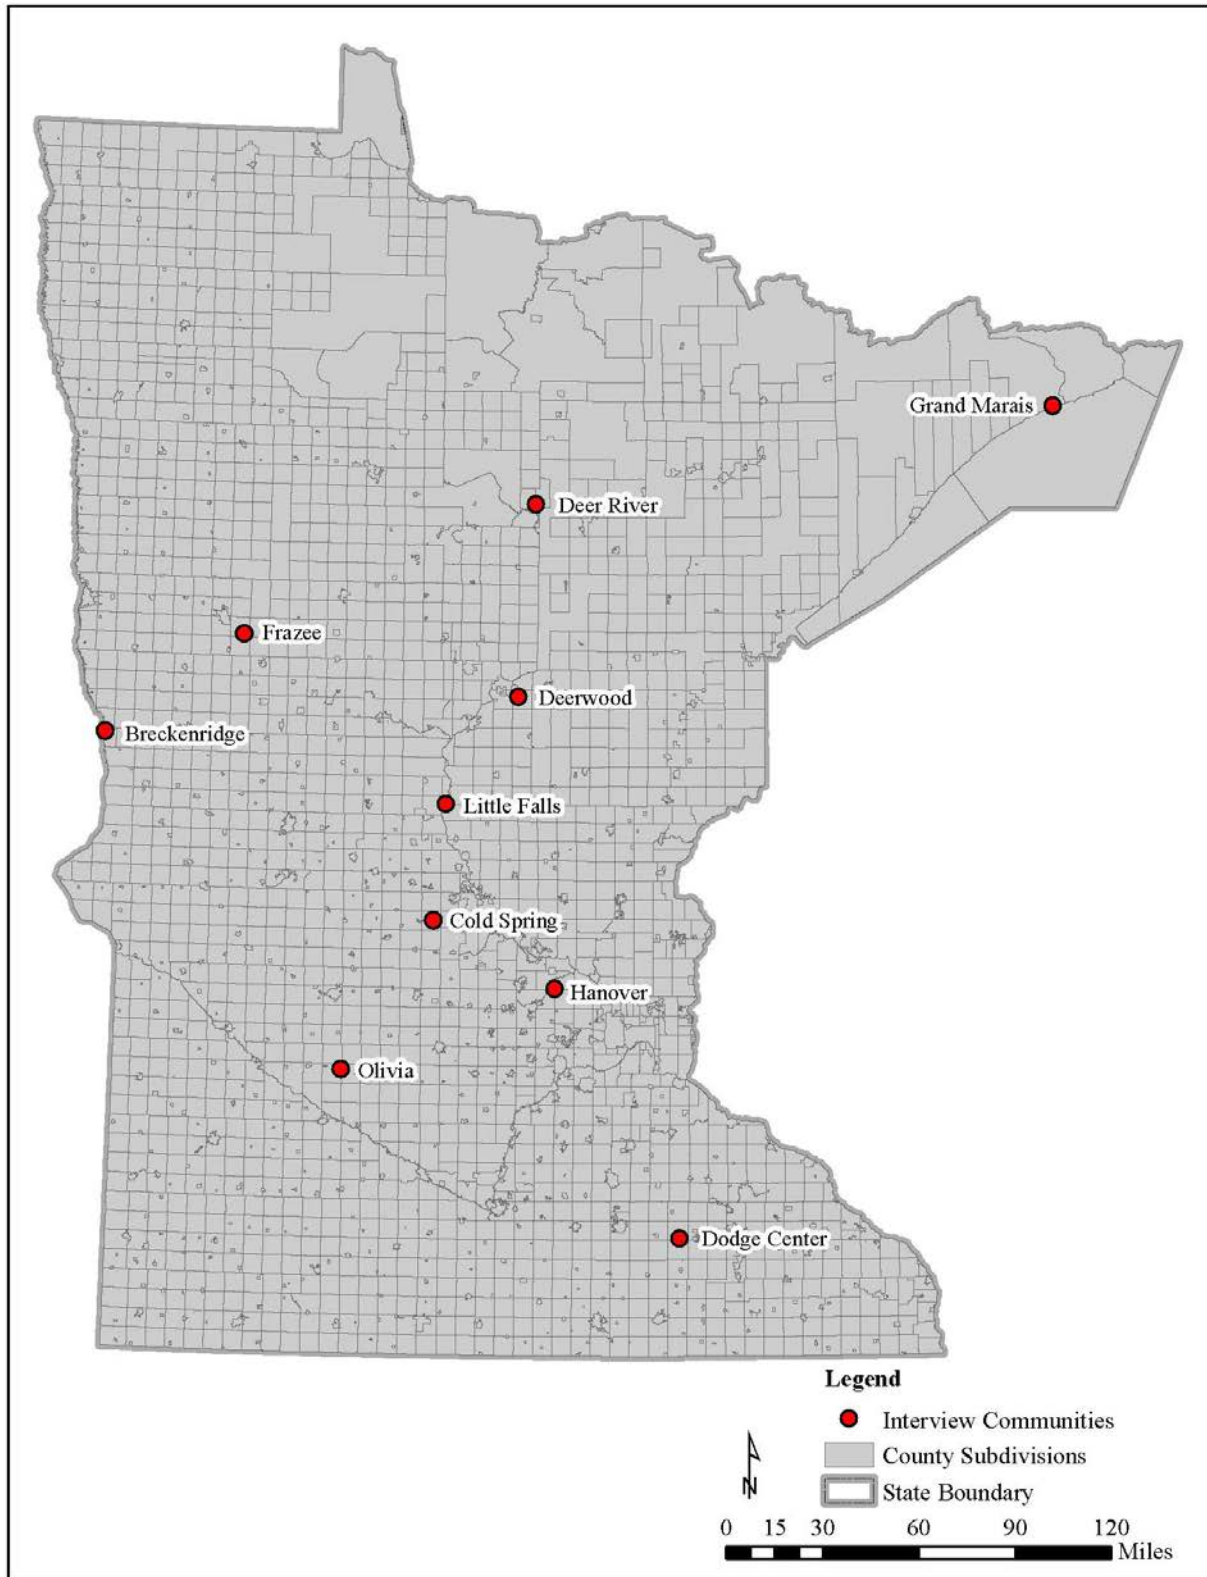 Grand Marais
Deer River
Frazee
Deerwood
Breckenridge
Little Falls
Cold Spring
Hanover
Olivia
Dodge Center
Legend
Interview Communities
County Subdivisions
State Boundary
N
0 15 30 60 90 120
Miles